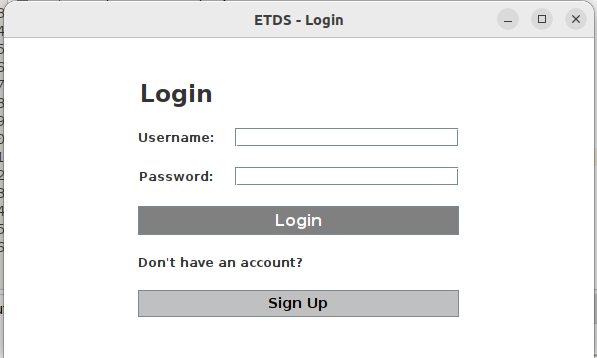 ETDS - Login
Login
Username:
Password:
Login
Don't have an account?
Sign Up